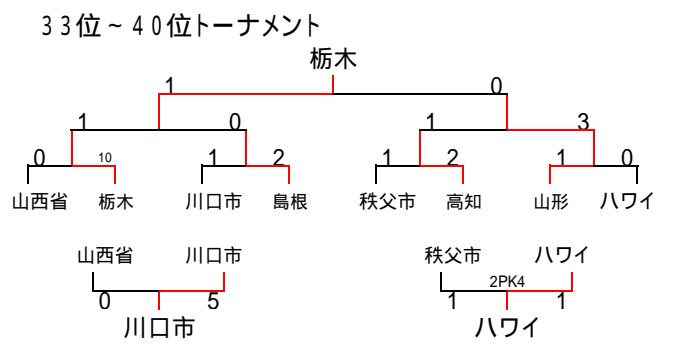 33位~40位トーナメント
栃木
1 0
1 0 1 3
0 10 1 2 1 2 1 0
山西省 栃木 川口市 島根 秩父市 高知 山形 ハワイ
山西省 川口市 秩父市 ハワイ
2PK4
0 5 1 1
川口市 ハワイ